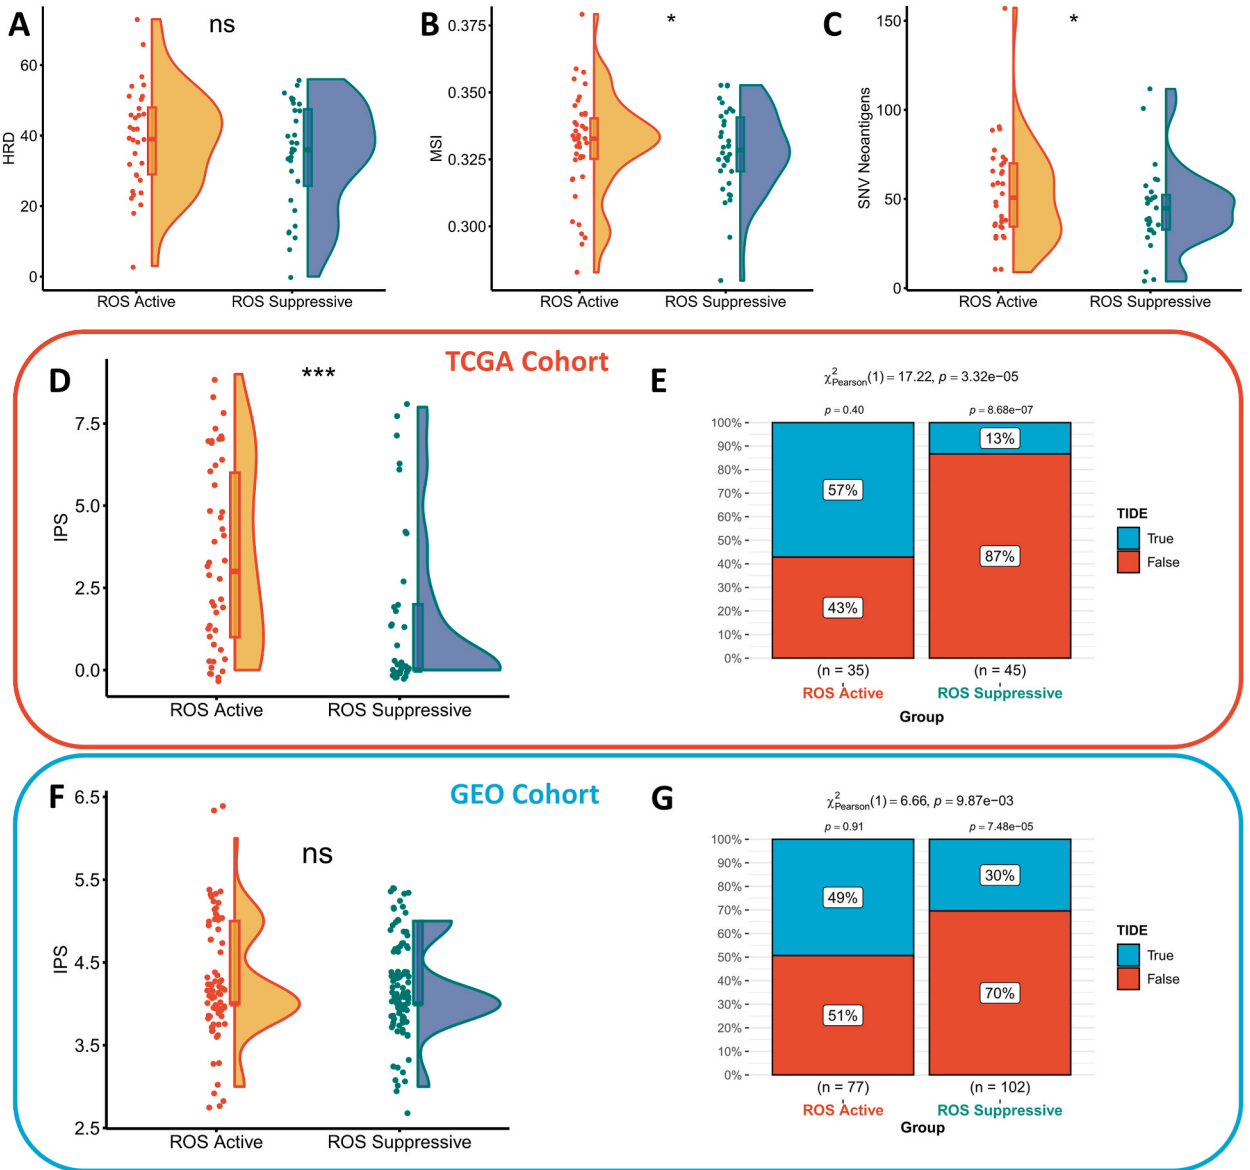 A
ns
HRD
60
40
20
0
ROS Active
ROS Suppressive
B
*
MSI
0.375
0.350
0.325
0.300
ROS Active
ROS Suppressive
C
*
SNV Neoantigens
150
100
50
0
ROS Active
ROS Suppressive
TCGA Cohort
D
***
IPS
7.5
5.0
2.5
0.0
ROS Active
ROS Suppressive
E
χ²Pearson(1) = 17.22, p = 3.32e−05
p = 0.40
p = 8.68e−07
100%
90%
80%
70%
60%
50%
40%
30%
20%
10%
0%
57%
43%
13%
87%
(n = 35)
(n = 45)
ROS Active
ROS Suppressive
Group
TIDE
True
False
GEO Cohort
F
ns
IPS
6.5
5.5
4.5
3.5
2.5
ROS Active
ROS Suppressive
G
χ²Pearson(1) = 6.66, p = 9.87e−03
p = 0.91
p = 7.48e−05
100%
90%
80%
70%
60%
50%
40%
30%
20%
10%
0%
49%
51%
30%
70%
(n = 77)
(n = 102)
ROS Active
ROS Suppressive
Group
TIDE
True
False